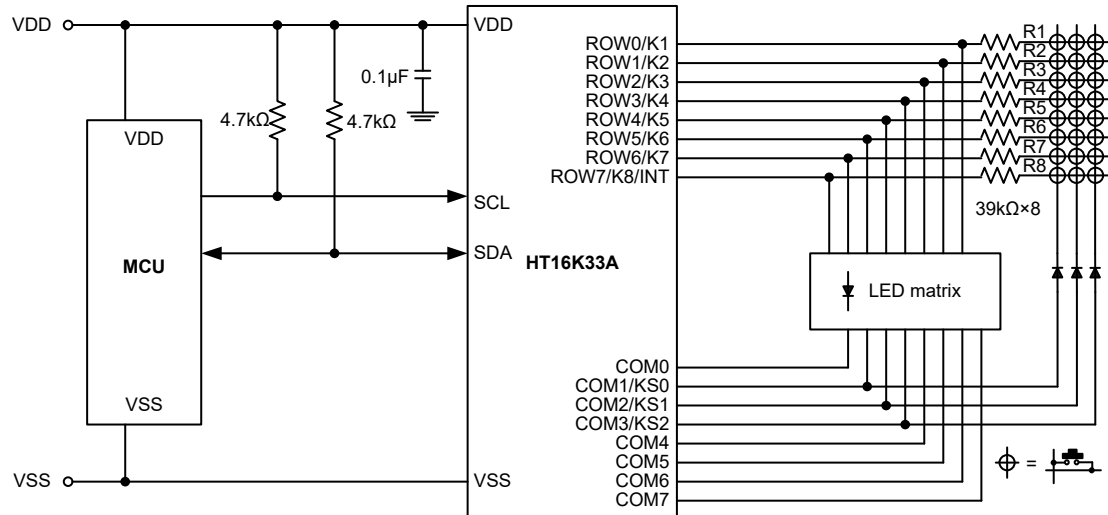 VDD
VDD
0.1µF
4.7kΩ
4.7kΩ
VDD
MCU
VSS
VSS
SCL
SDA
HT16K33A
VSS
ROW0/K1
ROW1/K2
ROW2/K3
ROW3/K4
ROW4/K5
ROW5/K6
ROW6/K7
ROW7/K8/INT
R1
R2
R3
R4
R5
R6
R7
R8
39kΩ×8
LED matrix
COM0
COM1/KS0
COM2/KS1
COM3/KS2
COM4
COM5
COM6
COM7
=